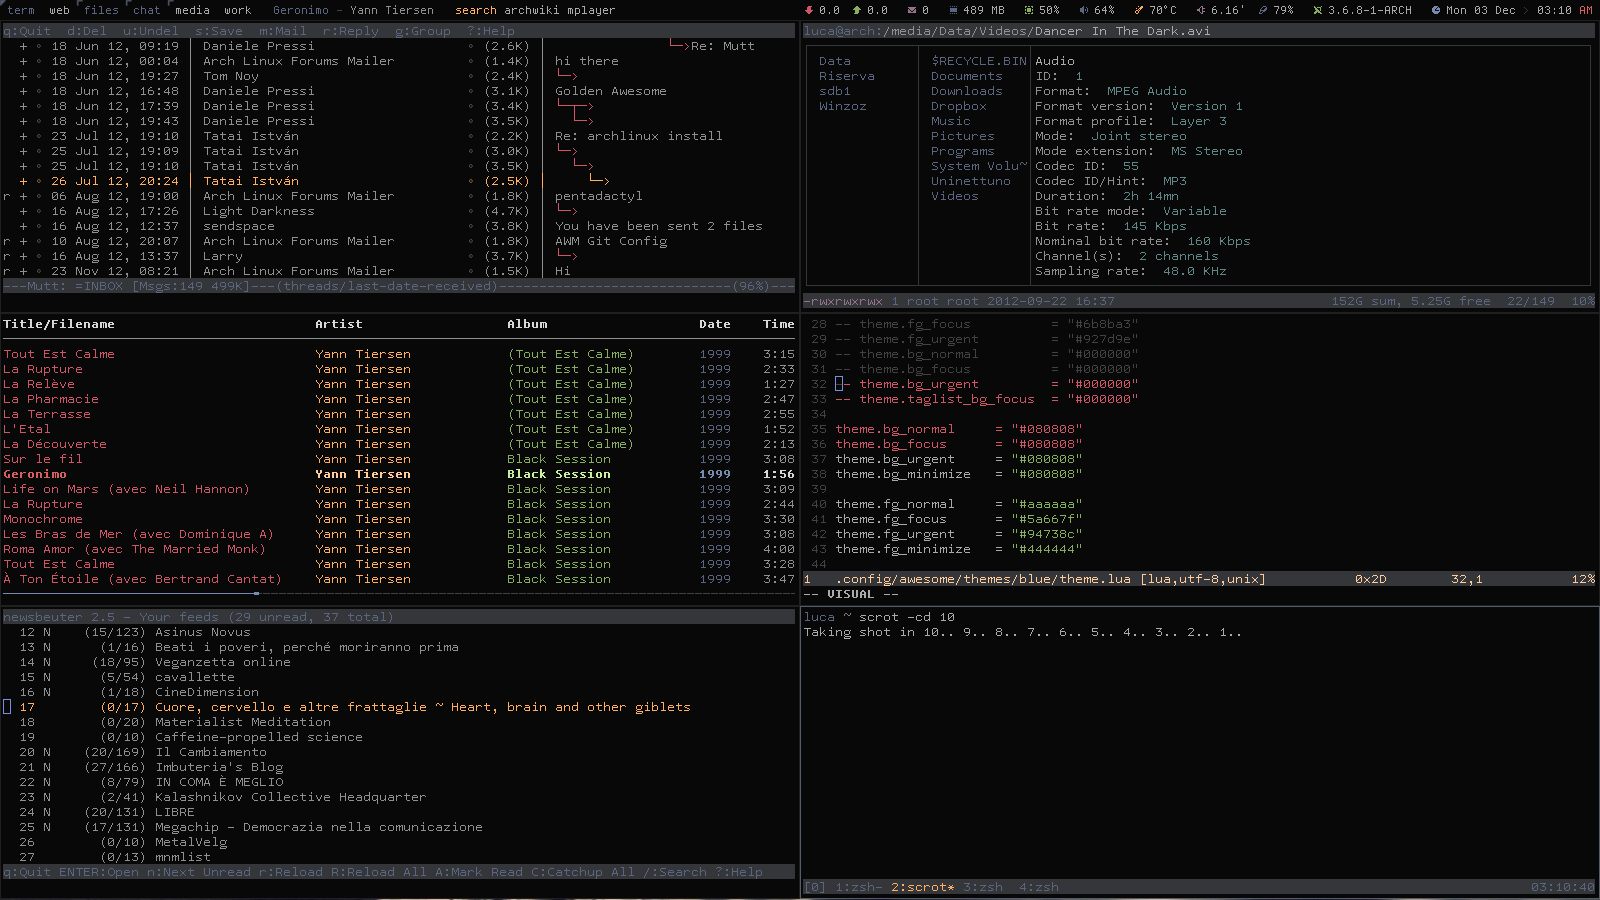 term web files chat media work Geronimo - Yann Tiersen search archwiki mplayer 0.0 0.0 0 489 MB 50% 64% 70°C 6.16' 79% 3.6.8-1-ARCH Mon 03 Dec > 03:10 AM
q:Quit d:Del u:Undel s:Save m:Mail r:Reply g:Group ?:Help
+ ◦ 18 Jun 12, 09:19 Daniele Pressi ◦ (2.6K) └─>Re: Mutt
+ ◦ 18 Jun 12, 00:04 Arch Linux Forums Mailer ◦ (1.4K) hi there
+ ◦ 18 Jun 12, 19:27 Tom Noy ◦ (2.4K) └─>
+ ◦ 18 Jun 12, 16:48 Daniele Pressi ◦ (3.1K) Golden Awesome
+ ◦ 18 Jun 12, 17:39 Daniele Pressi ◦ (3.4K) └─┬─>
+ ◦ 18 Jun 12, 19:43 Daniele Pressi ◦ (3.5K) └─>
+ ◦ 23 Jul 12, 19:10 Tatai István ◦ (2.2K) Re: archlinux install
+ ◦ 25 Jul 12, 19:09 Tatai István ◦ (3.0K) └─>
+ ◦ 25 Jul 12, 19:10 Tatai István ◦ (3.5K) └─>
+ ◦ 26 Jul 12, 20:24 Tatai István ◦ (2.5K) └─>
r + ◦ 06 Aug 12, 19:00 Arch Linux Forums Mailer ◦ (1.8K) pentadactyl
+ ◦ 16 Aug 12, 17:26 Light Darkness ◦ (4.7K) └─>
+ ◦ 16 Aug 12, 12:37 sendspace ◦ (3.8K) You have been sent 2 files
r + ◦ 10 Aug 12, 20:07 Arch Linux Forums Mailer ◦ (1.8K) AWM Git Config
r + ◦ 16 Aug 12, 13:37 Larry ◦ (3.7K) └─>
r + ◦ 23 Nov 12, 08:21 Arch Linux Forums Mailer ◦ (1.5K) Hi
---Mutt: =INBOX [Msgs:149 499K]---(threads/last-date-received)-----------------------------(96%)---
luca@arch:/media/Data/Videos/Dancer In The Dark.avi
Data $RECYCLE.BIN Audio
Riserva Documents ID: 1
sdb1 Downloads Format: MPEG Audio
Winzoz Dropbox Format version: Version 1
Music Format profile: Layer 3
Pictures Mode: Joint stereo
Programs Mode extension: MS Stereo
System Volu~ Codec ID: 55
Uninettuno Codec ID/Hint: MP3
Videos Duration: 2h 14mn
Bit rate mode: Variable
Bit rate: 145 Kbps
Nominal bit rate: 160 Kbps
Channel(s): 2 channels
Sampling rate: 48.0 KHz
-rwxrwxrwx 1 root root 2012-09-22 16:37 152G sum, 5.25G free 22/149 10%
Title/Filename Artist Album Date Time
Tout Est Calme Yann Tiersen (Tout Est Calme) 1999 3:15
La Rupture Yann Tiersen (Tout Est Calme) 1999 2:33
La Relève Yann Tiersen (Tout Est Calme) 1999 1:27
La Pharmacie Yann Tiersen (Tout Est Calme) 1999 2:47
La Terrasse Yann Tiersen (Tout Est Calme) 1999 2:55
L'Etal Yann Tiersen (Tout Est Calme) 1999 1:52
La Découverte Yann Tiersen (Tout Est Calme) 1999 2:13
Sur le fil Yann Tiersen Black Session 1999 3:08
Geronimo Yann Tiersen Black Session 1999 1:56
Life on Mars (avec Neil Hannon) Yann Tiersen Black Session 1999 3:09
La Rupture Yann Tiersen Black Session 1999 2:44
Monochrome Yann Tiersen Black Session 1999 3:30
Les Bras de Mer (avec Dominique A) Yann Tiersen Black Session 1999 3:08
Roma Amor (avec The Married Monk) Yann Tiersen Black Session 1999 4:00
Tout Est Calme Yann Tiersen Black Session 1999 3:28
À Ton Étoile (avec Bertrand Cantat) Yann Tiersen Black Session 1999 3:47
28 -- theme.fg_focus = "#6b8ba3"
29 -- theme.fg_urgent = "#927d9e"
30 -- theme.bg_normal = "#000000"
31 -- theme.bg_focus = "#000000"
32 -- theme.bg_urgent = "#000000"
33 -- theme.taglist_bg_focus = "#000000"
34
35 theme.bg_normal = "#080808"
36 theme.bg_focus = "#080808"
37 theme.bg_urgent = "#080808"
38 theme.bg_minimize = "#080808"
39
40 theme.fg_normal = "#aaaaaa"
41 theme.fg_focus = "#5a667f"
42 theme.fg_urgent = "#94738c"
43 theme.fg_minimize = "#444444"
44
1 .config/awesome/themes/blue/theme.lua [lua,utf-8,unix] 0x2D 32,1 12%
-- VISUAL --
newsbeuter 2.5 - Your feeds (29 unread, 37 total)
12 N (15/123) Asinus Novus
13 N (1/16) Beati i poveri, perché moriranno prima
14 N (18/95) Veganzetta online
15 N (5/54) cavallette
16 N (1/18) CineDimension
17 (0/17) Cuore, cervello e altre frattaglie ~ Heart, brain and other giblets
18 (0/20) Materialist Meditation
19 (0/10) Caffeine-propelled science
20 N (20/169) Il Cambiamento
21 N (27/166) Imbuteria's Blog
22 N (8/79) IN COMA È MEGLIO
23 N (2/41) Kalashnikov Collective Headquarter
24 N (20/131) LIBRE
25 N (17/131) Megachip - Democrazia nella comunicazione
26 (0/10) MetalVelg
27 (0/13) mnmlist
q:Quit ENTER:Open n:Next Unread r:Reload R:Reload All A:Mark Read C:Catchup All /:Search ?:Help
luca ~ scrot -cd 10
Taking shot in 10.. 9.. 8.. 7.. 6.. 5.. 4.. 3.. 2.. 1..
[0] 1:zsh- 2:scrot* 3:zsh 4:zsh 03:10:40